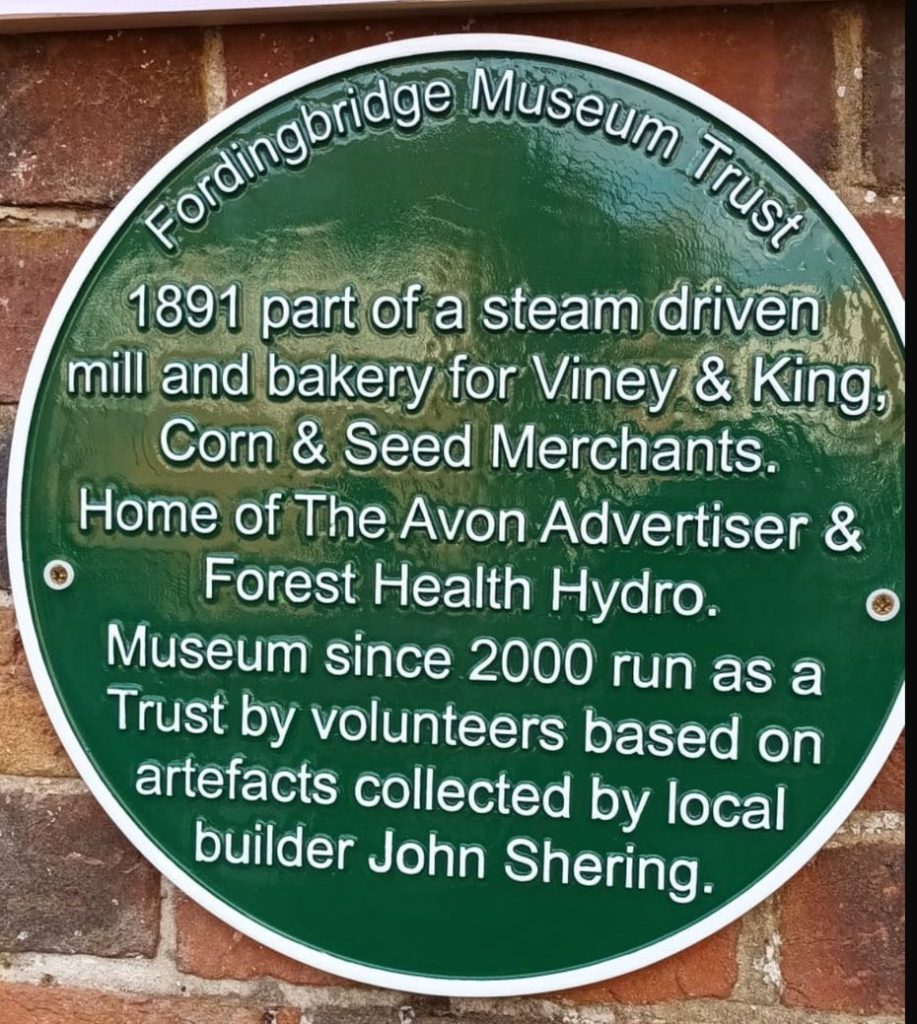 Fordingbridge Museum Trust
1891 part of a steam driven
mill and bakery for Viney & King,
Corn & Seed Merchants.
Home of The Avon Advertiser &
Forest Health Hydro.
Museum since 2000 run as a
Trust by volunteers based on
artefacts collected by local
builder John Shering.